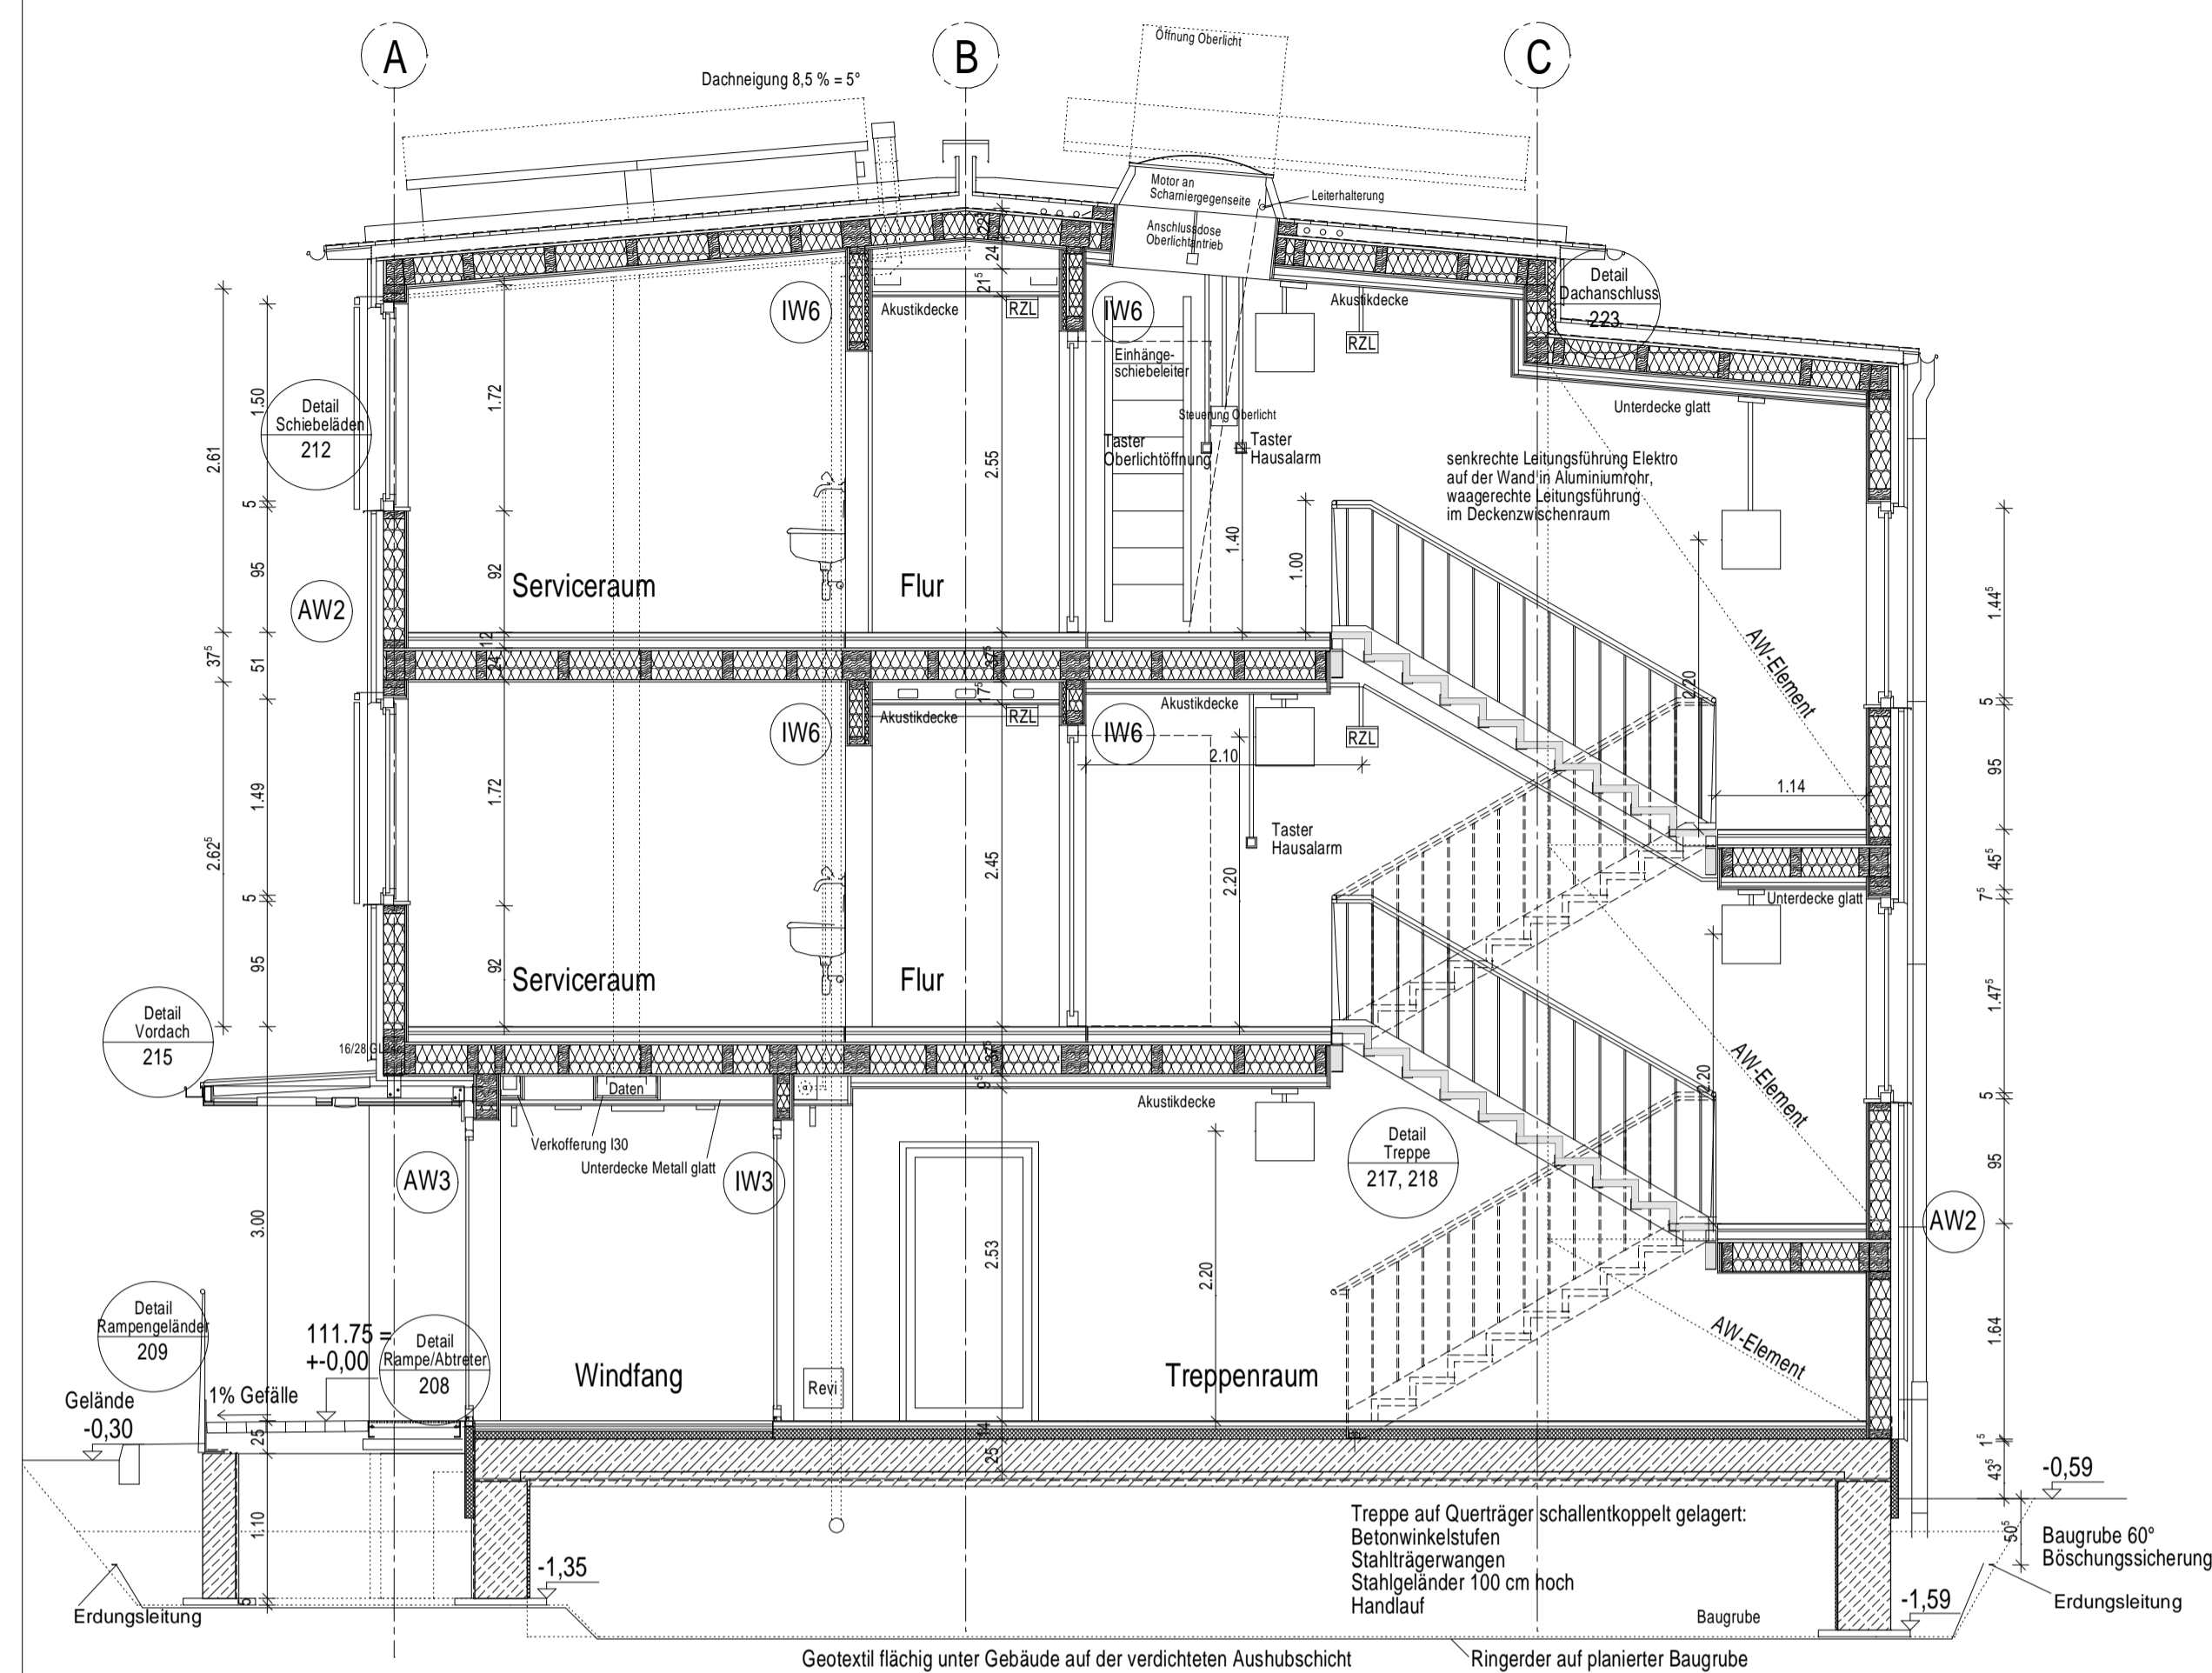 A
B
C
Öffnung Oberlicht
Dachneigung 8,5 % = 5°
Motor an
Scharniergegenseite
Leiterhalterung
Anschlussdose
Oberlichtantrieb
22
24
21⁵
Detail
Dachanschluss
223
IW6
Akustikdecke
RZL
IW6
Akustikdecke
RZL
Einhänge-
schiebeleiter
Detail
Schiebeläden
212
1.50
1.72
2.61
2.55
Steuerung Oberlicht
Taster
Oberlichtöffnung
Taster
Hausalarm
Unterdecke glatt
senkrechte Leitungsführung Elektro
auf der Wand in Aluminiumrohr,
waagerechte Leitungsführung
im Deckenzwischenraum
5
95
92
1.40
1.00
Serviceraum
Flur
AW2
1.44⁵
AW-Element
37⁵
51
12
24
37⁵
17⁵
2.20
5
IW6
Akustikdecke
RZL
IW6
Akustikdecke
RZL
2.10
1.14
95
1.49
1.72
2.62⁵
2.45
2.20
Taster
Hausalarm
45⁵
7⁵
Unterdecke glatt
5
95
92
Serviceraum
Flur
1.47⁵
Detail
Vordach
215
16/28 GL24c
37⁵
9⁵
AW-Element
2.20
5
Daten
Akustikdecke
Verkofferung I30
Unterdecke Metall glatt
AW3
IW3
Detail
Treppe
217, 218
95
AW2
3.00
2.53
2.20
1.64
AW-Element
Detail
Rampengeländer
209
111.75 =
+-0,00
Detail
Rampe/Abtreter
208
Windfang
Revi
Treppenraum
Gelände
-0,30
1% Gefälle
25
14
25
1⁵
43⁵
-0,59
1.10
5
-1,35
Treppe auf Querträger schallentkoppelt gelagert:
Betonwinkelstufen
Stahlträgerwangen
Stahlgeländer 100 cm hoch
Handlauf
50⁵
Baugrube 60°
Böschungssicherung
Erdungsleitung
-1,59
Erdungsleitung
Baugrube
Geotextil flächig unter Gebäude auf der verdichteten Aushubschicht
Ringerder auf planierter Baugrube